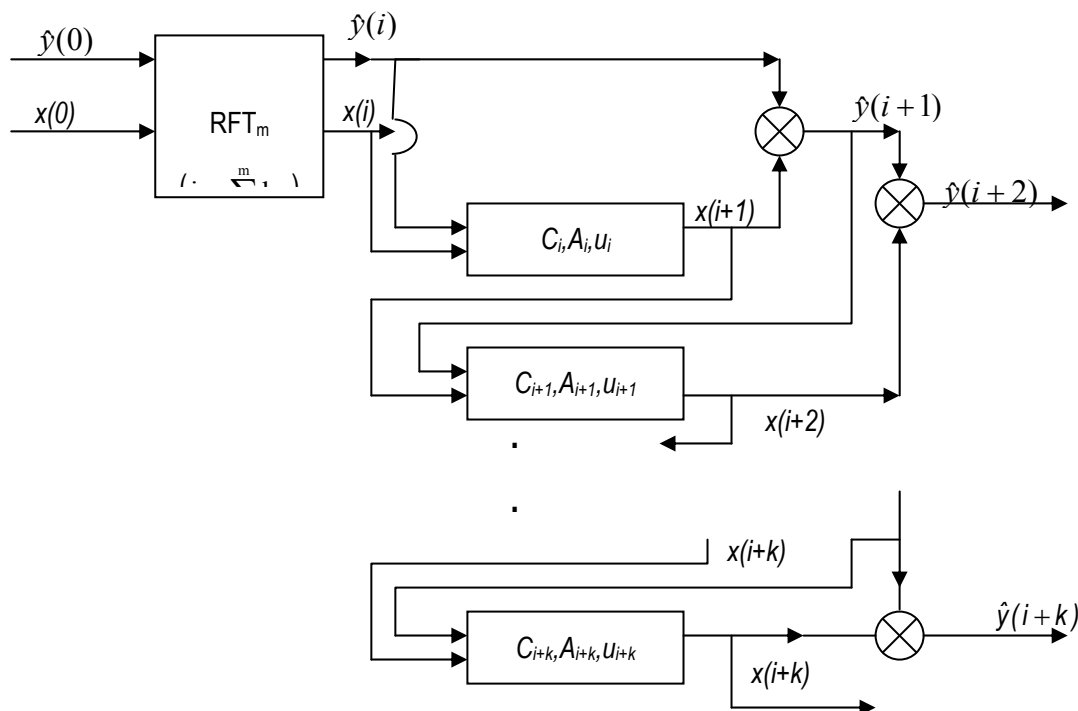 ŷ(0)
ŷ(i)
x(0)
x(i)
RFTₘ
ŷ(i + 1)
ŷ(i + 2)
x(i+1)
Cᵢ,Aᵢ,uᵢ
Cᵢ₊₁,Aᵢ₊₁,uᵢ₊₁
x(i+2)
.
.
x(i+k)
Cᵢ₊ₖ,Aᵢ₊ₖ,uᵢ₊ₖ
ŷ(i + k)
x(i+k)